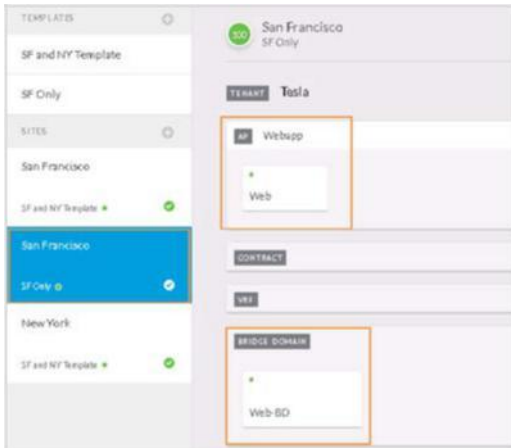 TEMPLATES
SF and NY Template
SF Only
SITES
San Francisco
SF and NY Template
San Francisco
SF Only
New York
SF and NY Template
100
San Francisco
SF Only
TENANT Tesla
AP Webapp
Web
CONTRACT
VRF
BRIDGE DOMAIN
Web-BD